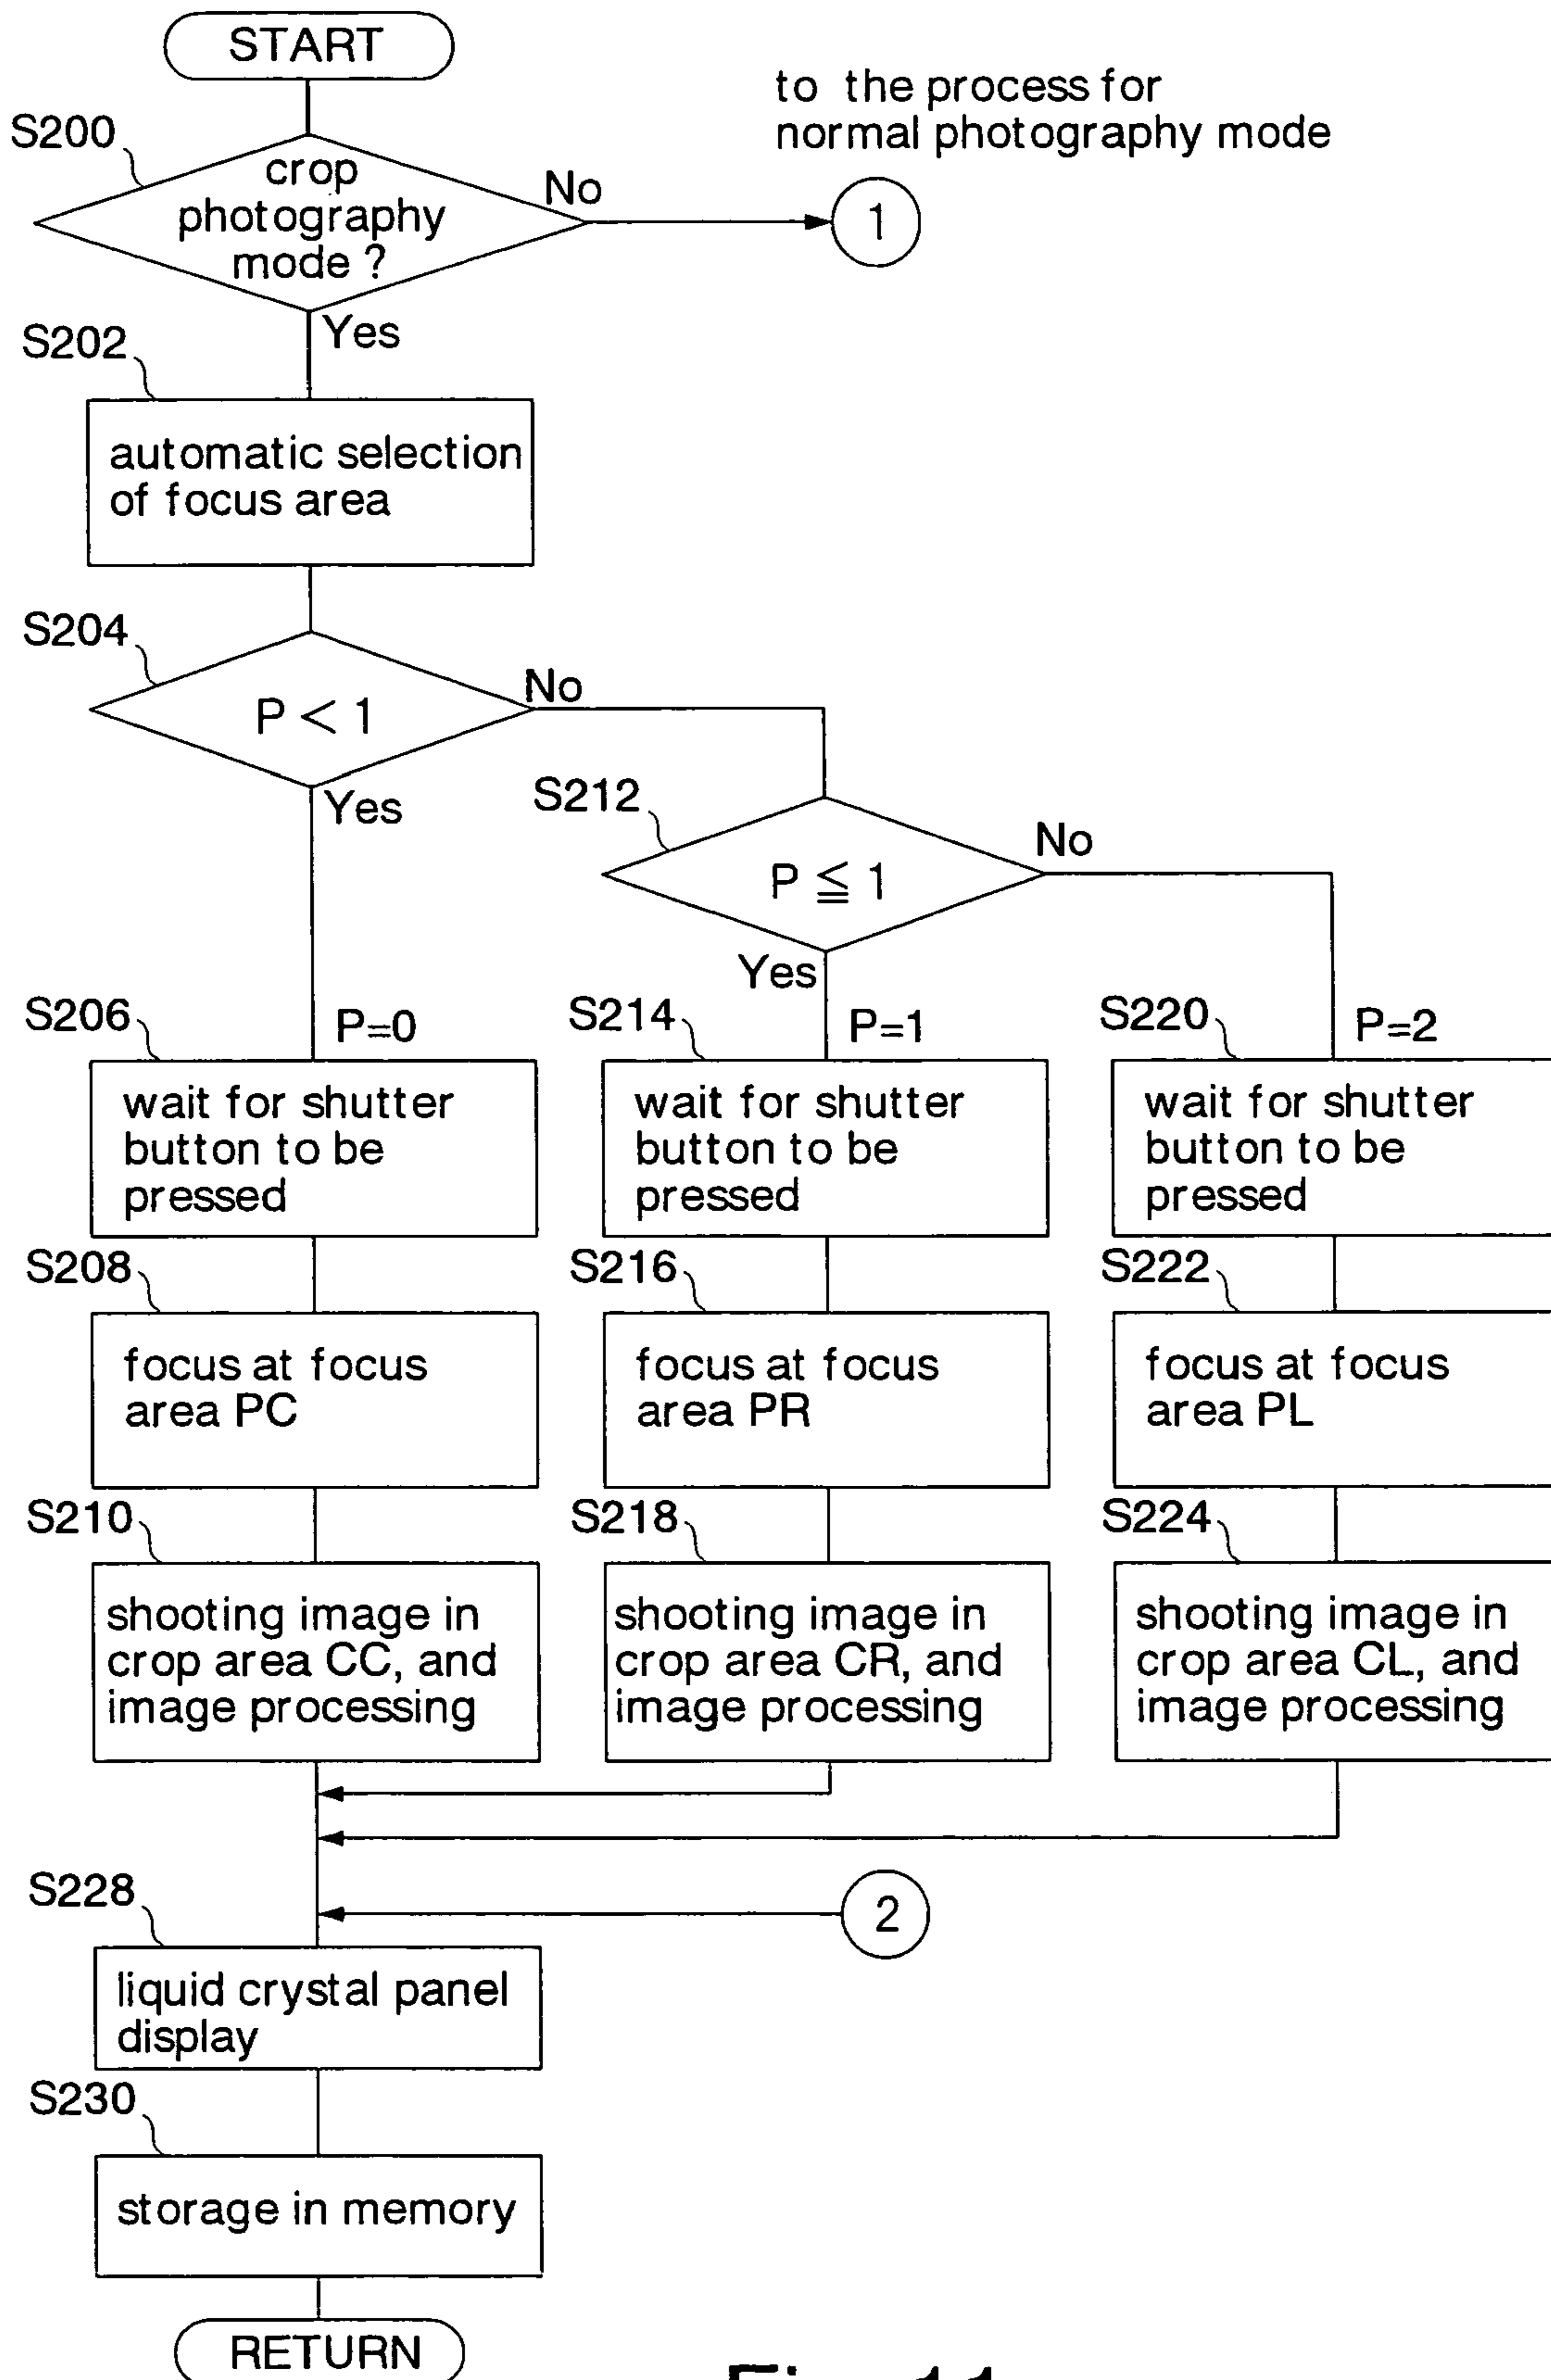 START
to the process for
normal photography mode
S200
crop
photography
mode ?
No
1
Yes
S202
automatic selection
of focus area
S204
P < 1
No
Yes
S212
P ≦ 1
No
Yes
S206
P=0
S214
P=1
S220
P=2
wait for shutter
button to be
pressed
wait for shutter
button to be
pressed
wait for shutter
button to be
pressed
S208
S216
S222
focus at focus
area PC
focus at focus
area PR
focus at focus
area PL
S210
S218
S224
shooting image in
crop area CC, and
image processing
shooting image in
crop area CR, and
image processing
shooting image in
crop area CL, and
image processing
S228
2
liquid crystal panel
display
S230
storage in memory
RETURN